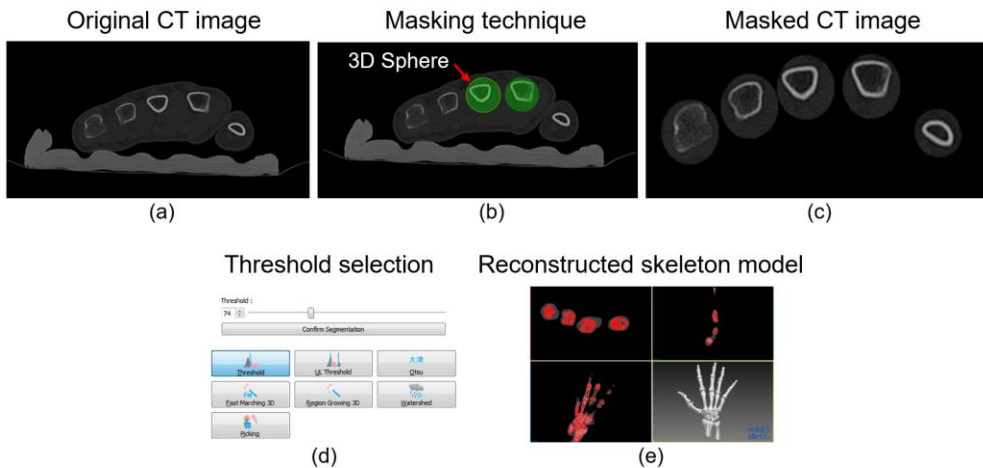 Original CT image
Masking technique
Masked CT image
3D Sphere
(a)
(b)
(c)
Threshold selection
Reconstructed skeleton model
Threshold :
74
Confirm Segmentation
Threshold
UL Threshold
大津
Otsu
Fast Marching 3D
Region Growing 3D
Watershed
Picking
(d)
(e)